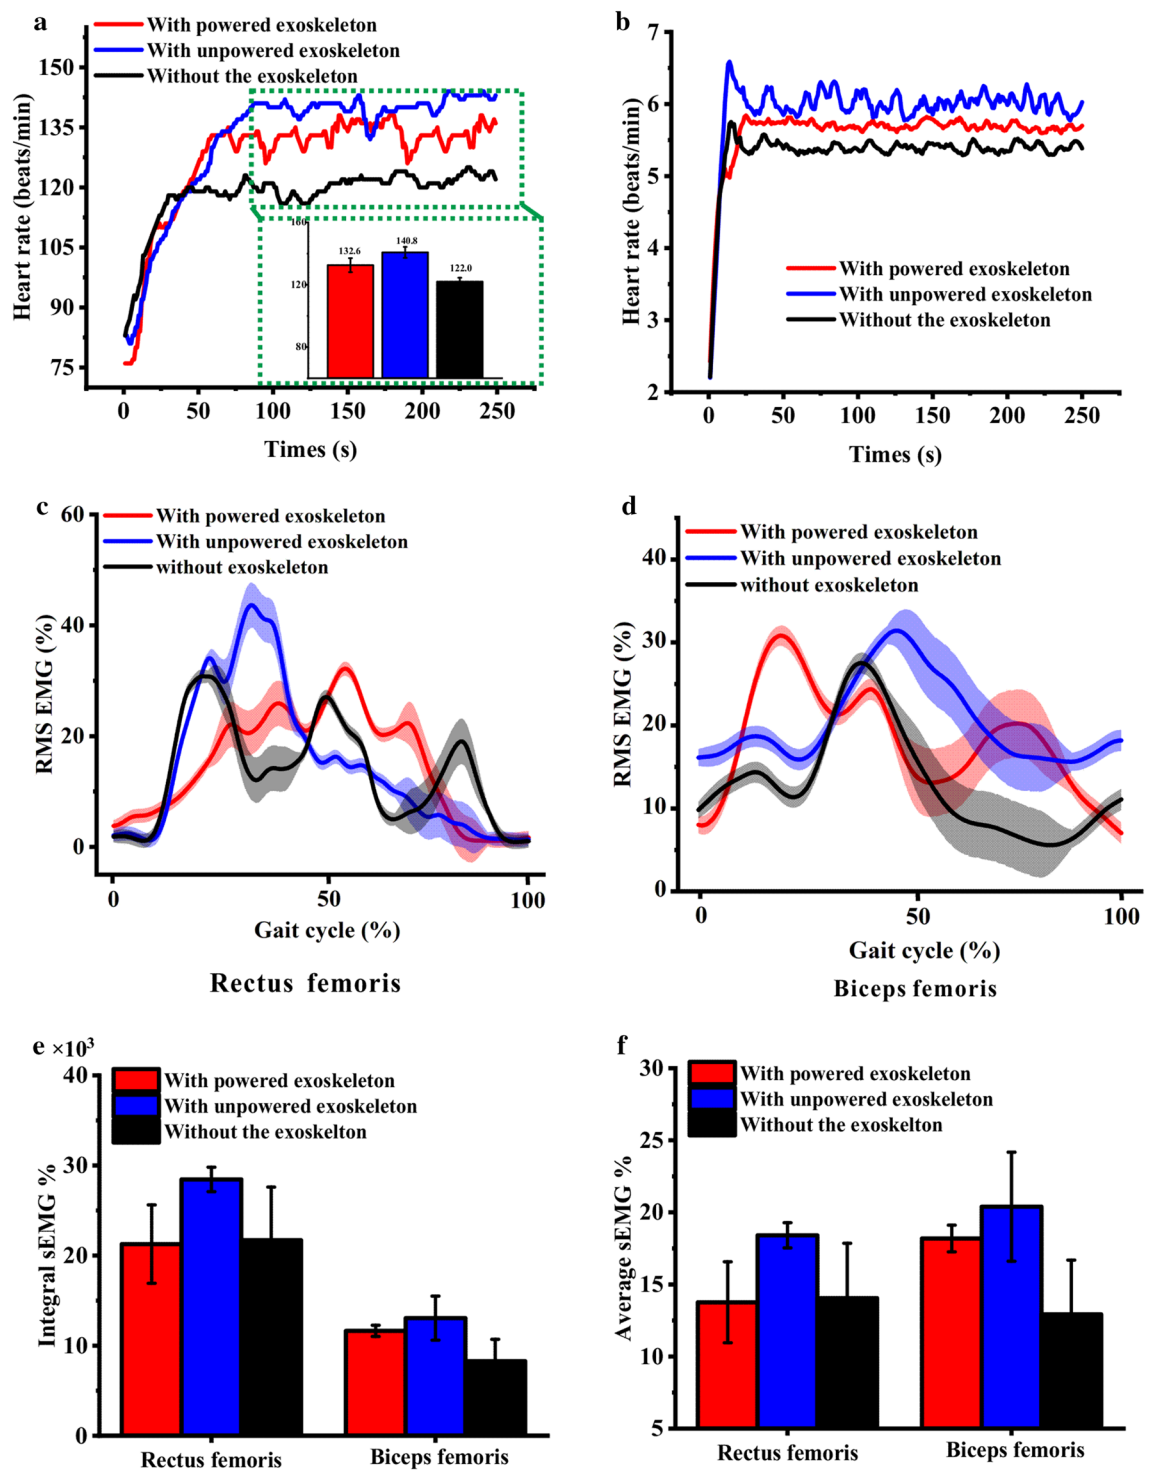 a
With powered exoskeleton
With unpowered exoskeleton
Without the exoskeleton
Heart rate (beats/min)
150
135
120
105
90
75
160
120
80
132.6
140.8
122.0
0 50 100 150 200 250
Times (s)
b
7
6
5
4
3
2
Heart rate (beats/min)
With powered exoskeleton
With unpowered exoskeleton
Without the exoskeleton
0 50 100 150 200 250
Times (s)
c
With powered exoskeleton
With unpowered exoskeleton
without exoskeleton
RMS EMG (%)
60
40
20
0
0 50 100
Gait cycle (%)
Rectus femoris
d
With powered exoskeleton
With unpowered exoskeleton
without exoskeleton
RMS EMG (%)
40
30
20
10
0
0 50 100
Gait cycle (%)
Biceps femoris
e ×10³
With powered exoskeleton
With unpowered exoskeleton
Without the exoskelton
Integral sEMG %
40
30
20
10
0
Rectus femoris Biceps femoris
f
With powered exoskeleton
With unpowered exoskeleton
Without the exoskelton
Average sEMG %
30
25
20
15
10
5
Rectus femoris Biceps femoris